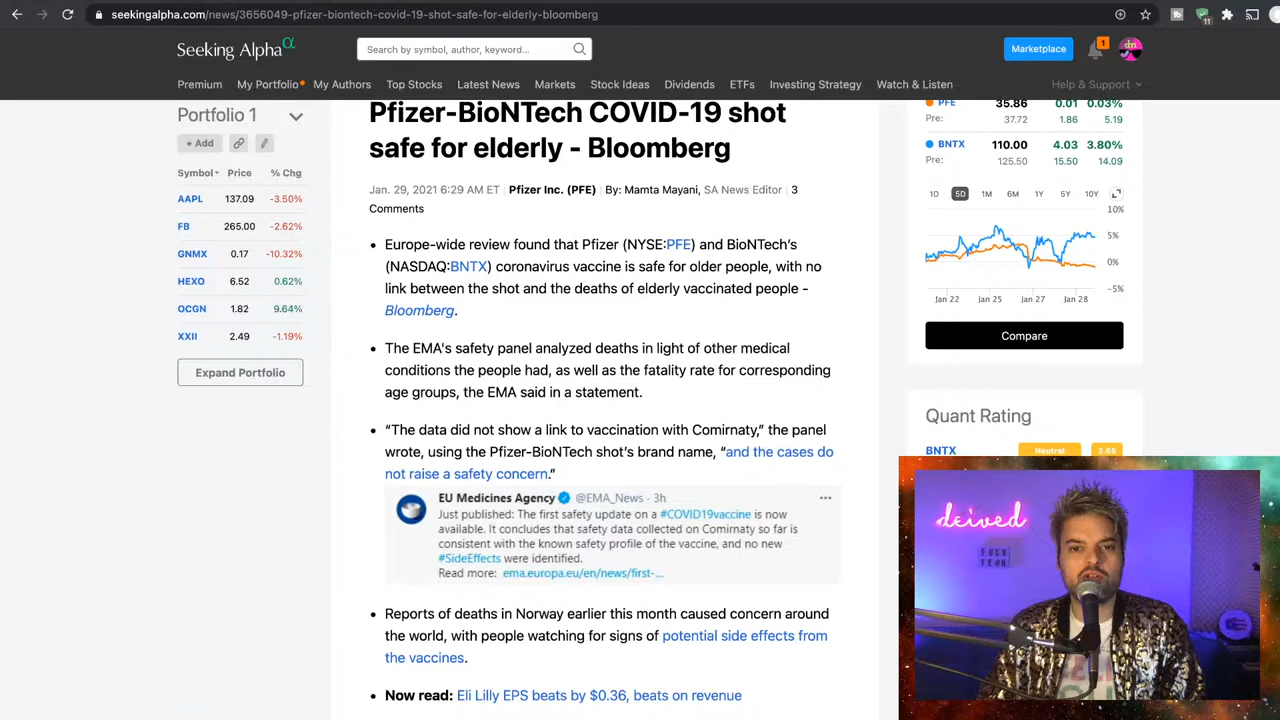 seekingalpha.com/news/3656049-pfizer-biontech-covid-19-shot-safe-for-elderly-bloomberg
11
Seeking Alpha α
Search by symbol, author, keyword...
Marketplace
1
Premium My Portfolio My Authors Top Stocks Latest News Markets Stock Ideas Dividends ETFs Investing Strategy Watch & Listen Help & Support
Portfolio 1
+ Add
Symbol Price % Chg
AAPL 137.09 -3.50%
FB 265.00 -2.62%
GNMX 0.17 -10.32%
HEXO 6.52 0.62%
OCGN 1.82 9.64%
XXII 2.49 -1.19%
Expand Portfolio
Pfizer-BioNTech COVID-19 shot
safe for elderly - Bloomberg
Jan. 29, 2021 6:29 AM ET | Pfizer Inc. (PFE) | By: Mamta Mayani, SA News Editor | 3
Comments
• Europe-wide review found that Pfizer (NYSE:PFE) and BioNTech's
(NASDAQ:BNTX) coronavirus vaccine is safe for older people, with no
link between the shot and the deaths of elderly vaccinated people -
Bloomberg.
• The EMA's safety panel analyzed deaths in light of other medical
conditions the people had, as well as the fatality rate for corresponding
age groups, the EMA said in a statement.
• “The data did not show a link to vaccination with Comirnaty,” the panel
wrote, using the Pfizer-BioNTech shot's brand name, “and the cases do
not raise a safety concern.”
EU Medicines Agency @EMA_News · 3h
Just published: The first safety update on a #COVID19vaccine is now
available. It concludes that safety data collected on Comirnaty so far is
consistent with the known safety profile of the vaccine, and no new
#SideEffects were identified.
Read more: ema.europa.eu/en/news/first-...
• Reports of deaths in Norway earlier this month caused concern around
the world, with people watching for signs of potential side effects from
the vaccines.
• Now read: Eli Lilly EPS beats by $0.36, beats on revenue
PFE 35.86 0.01 0.03%
Pre: 37.72 1.86 5.19
BNTX 110.00 4.03 3.80%
Pre: 125.50 15.50 14.09
1D 5D 1M 6M 1Y 5Y 10Y
10%
5%
0%
-5%
Jan 22 Jan 25 Jan 27 Jan 28
Compare
Quant Rating
BNTX Neutral 2.85
deived
YEAR